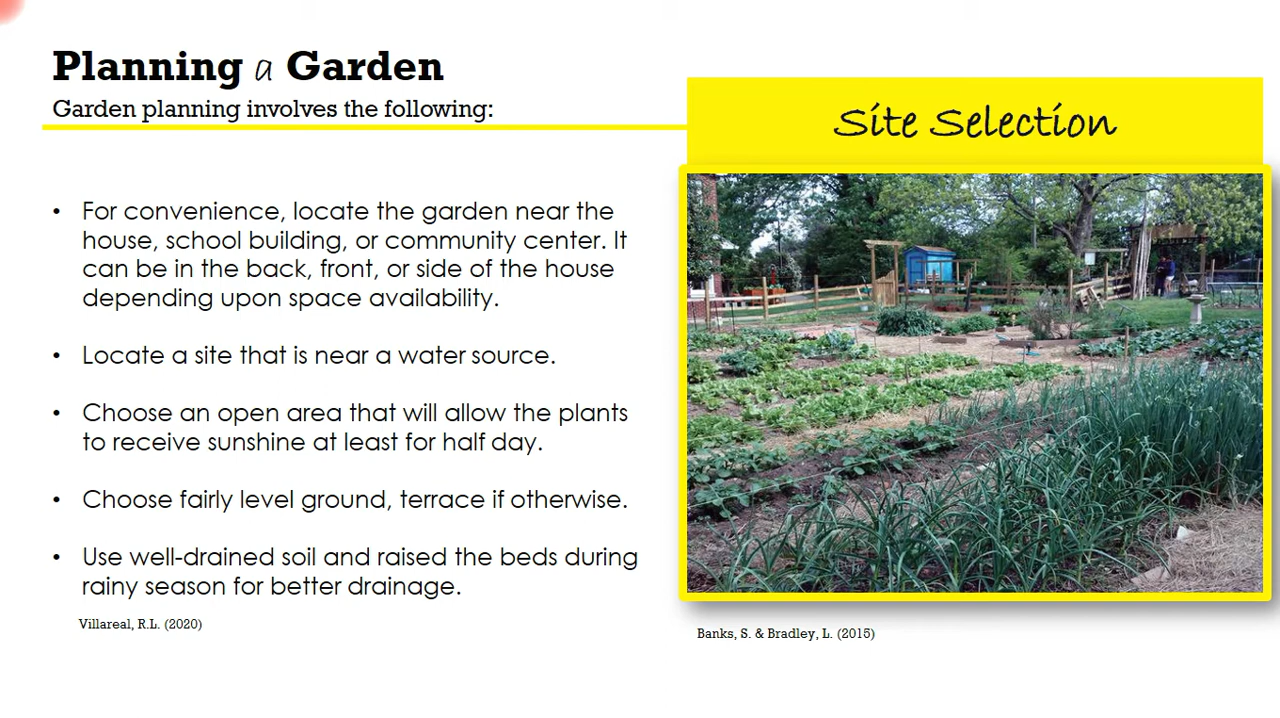 Planning a Garden
Garden planning involves the following:
Site Selection
• For convenience, locate the garden near the
house, school building, or community center. It
can be in the back, front, or side of the house
depending upon space availability.
• Locate a site that is near a water source.
• Choose an open area that will allow the plants
to receive sunshine at least for half day.
• Choose fairly level ground, terrace if otherwise.
• Use well-drained soil and raised the beds during
rainy season for better drainage.
Villareal, R.L. (2020)
Banks, S. & Bradley, L. (2015)